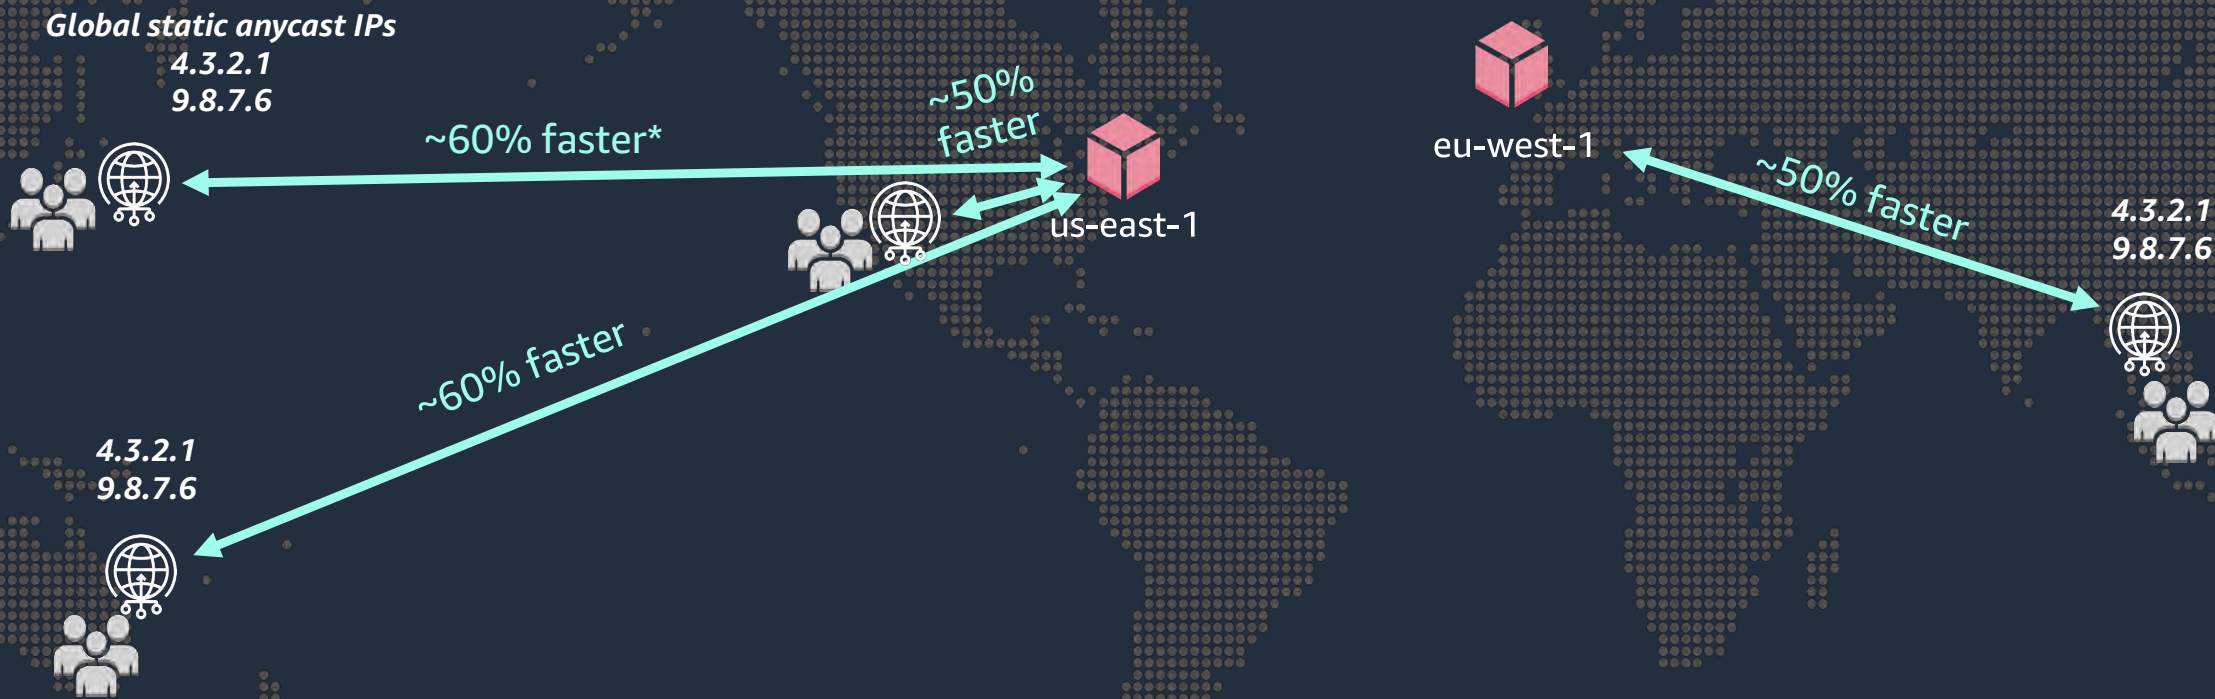 Global static anycast IPs
4.3.2.1
9.8.7.6
~60% faster*
~50%
faster
us-east-1
eu-west-1
~50% faster
4.3.2.1
9.8.7.6
~60% faster
4.3.2.1
9.8.7.6